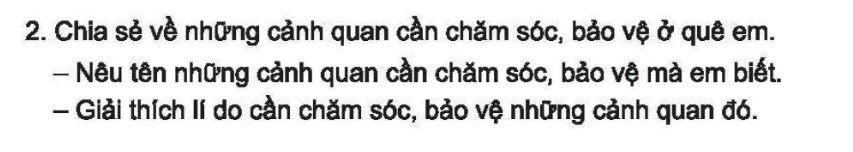 2. Chia sẻ về những cảnh quan cần chăm sóc, bảo vệ ở quê em.
– Nêu tên những cảnh quan cần chăm sóc, bảo vệ mà em biết.
– Giải thích lí do cần chăm sóc, bảo vệ những cảnh quan đó.